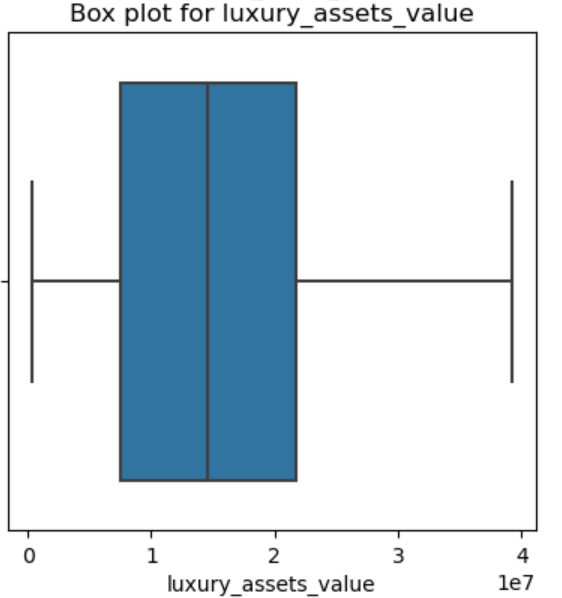 Box plot for luxury_assets_value
0 1 2 3 4
luxury_assets_value
1e7